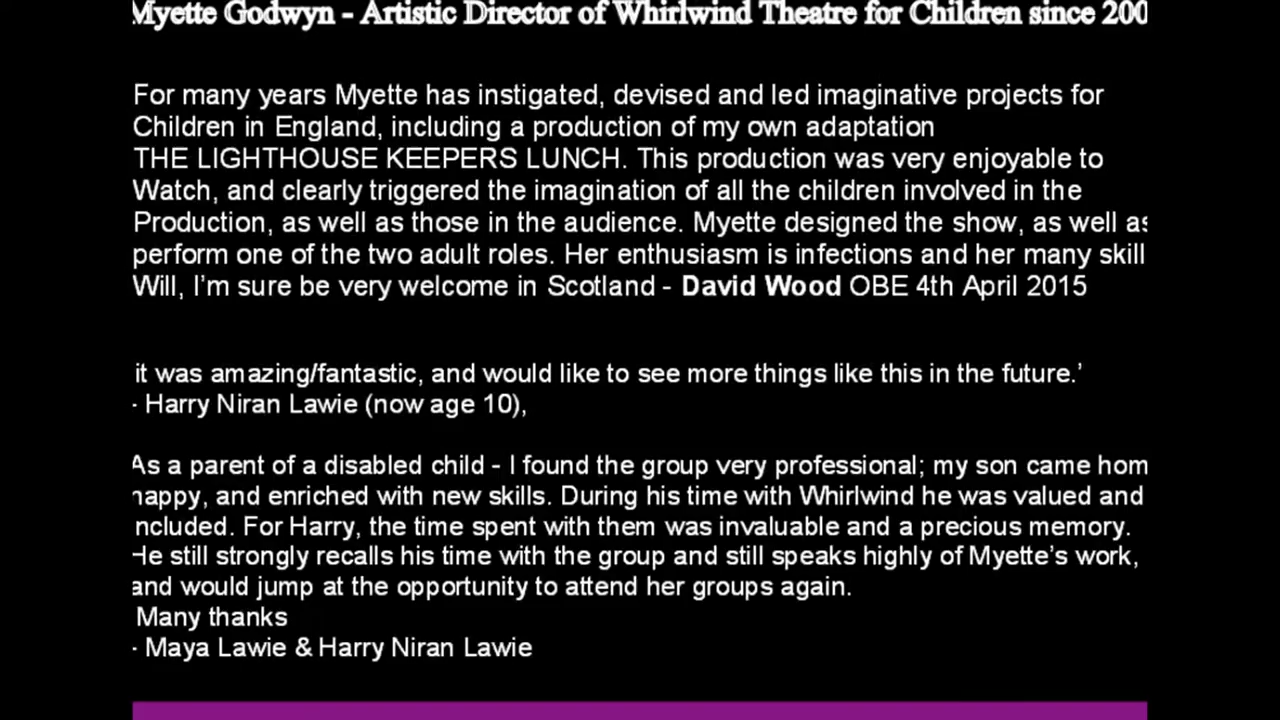 Myette Godwyn - Artistic Director of Whirlwind Theatre for Children since 200
For many years Myette has instigated, devised and led imaginative projects for
Children in England, including a production of my own adaptation
THE LIGHTHOUSE KEEPERS LUNCH. This production was very enjoyable to
Watch, and clearly triggered the imagination of all the children involved in the
Production, as well as those in the audience. Myette designed the show, as well as
perform one of the two adult roles. Her enthusiasm is infections and her many skill
Will, I'm sure be very welcome in Scotland - David Wood OBE 4th April 2015
it was amazing/fantastic, and would like to see more things like this in the future.'
- Harry Niran Lawie (now age 10),
As a parent of a disabled child - I found the group very professional; my son came hom
happy, and enriched with new skills. During his time with Whirlwind he was valued and
included. For Harry, the time spent with them was invaluable and a precious memory.
He still strongly recalls his time with the group and still speaks highly of Myette's work,
and would jump at the opportunity to attend her groups again.
Many thanks
- Maya Lawie & Harry Niran Lawie